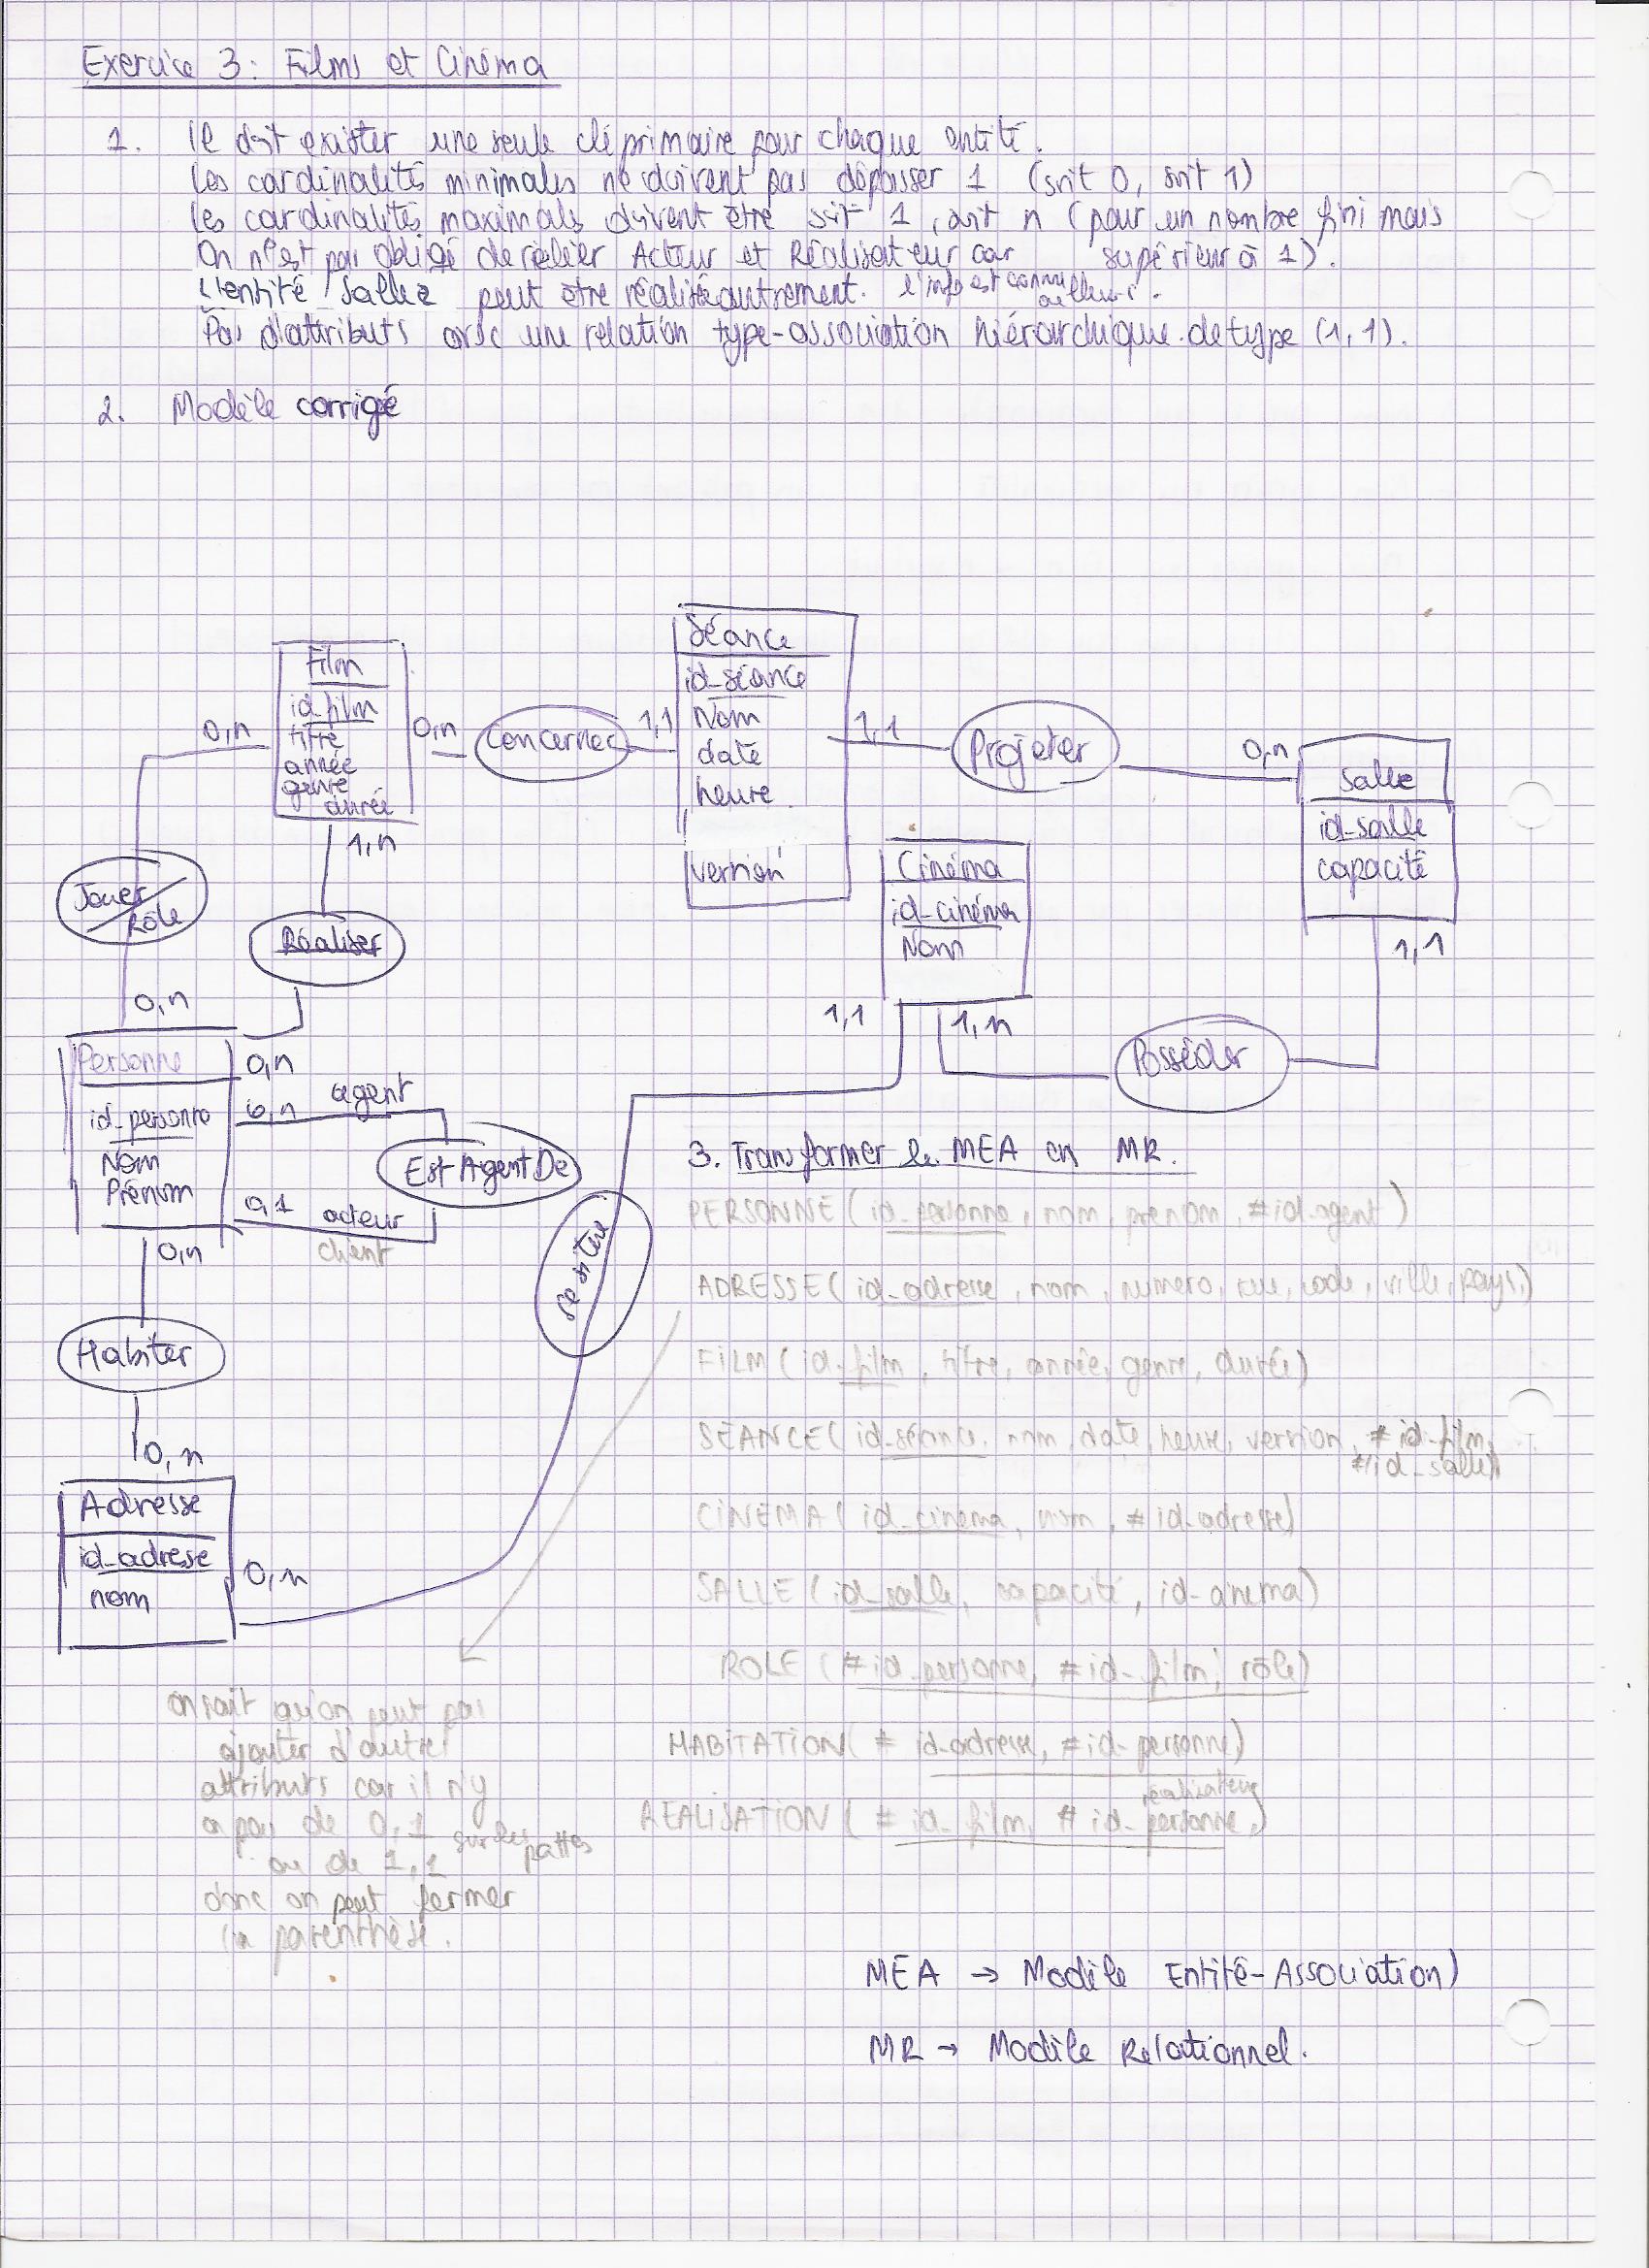 Exercice 3: Films et Cinéma
1. Il doit exister une seule clé primaire pour chaque entité.
Les cardinalités minimales ne doivent pas dépasser 1 (soit 0, soit 1)
Les cardinalités maximales doivent être soit 1, soit n (pour un nombre fini mais
supérieur à 1).
On n'est pas obligé de relier Acteur et Réalisateur car
l'info est connu ailleurs.
L'entité Salle2 peut être réalisé autrement.
Pas d'attributs avec une relation type-association hiérarchique de type (1,1).
2. Modèle corrigé
Film
id_film
titre
année
genre
durée
0,n
0,n
1,n
Concerner
1,1
Séance
id_séance
Nom
date
heure
version
1,1
Projeter
0,n
Salle
id_salle
capacité
1,1
Cinéma
id_cinéma
Nom
1,1
1,n
Posséder
Jouer
Rôle
Réaliser
0,n
Personne
id_personne
Nom
Prénom
0,n
0,n
agent
Est Agent De
0,1
acteur
client
0,n
se situe
Habiter
0,n
Adresse
id_adresse
nom
0,n
3. Transformer le MEA en MR.
PERSONNE (id_personne, nom, prenom, #id_agent)
ADRESSE (id_adresse, nom, numero, rue, code, ville, pays,)
FILM (id_film, titre, année, genre, durée)
SEANCE (id_séance, nom, date, heure, version, #id_film,
#id_salle)
CINEMA (id_cinema, nom, #id_adresse)
SALLE (id_salle, capacité, id_cinema)
ROLE (#id_personne, #id_film, rôle)
HABITATION (# id_adresse, #id_personne)
réalisateur
REALISATION (# id_film, # id_personne,)
on sait qu'on peut pas
ajouter d'autre
attributs car il n'y
a pas de 0,1 sur les pattes
ou de 1,1
donc on peut fermer
la parenthèse.
MEA → Modèle Entité-Association)
MR → Modèle Relationnel.